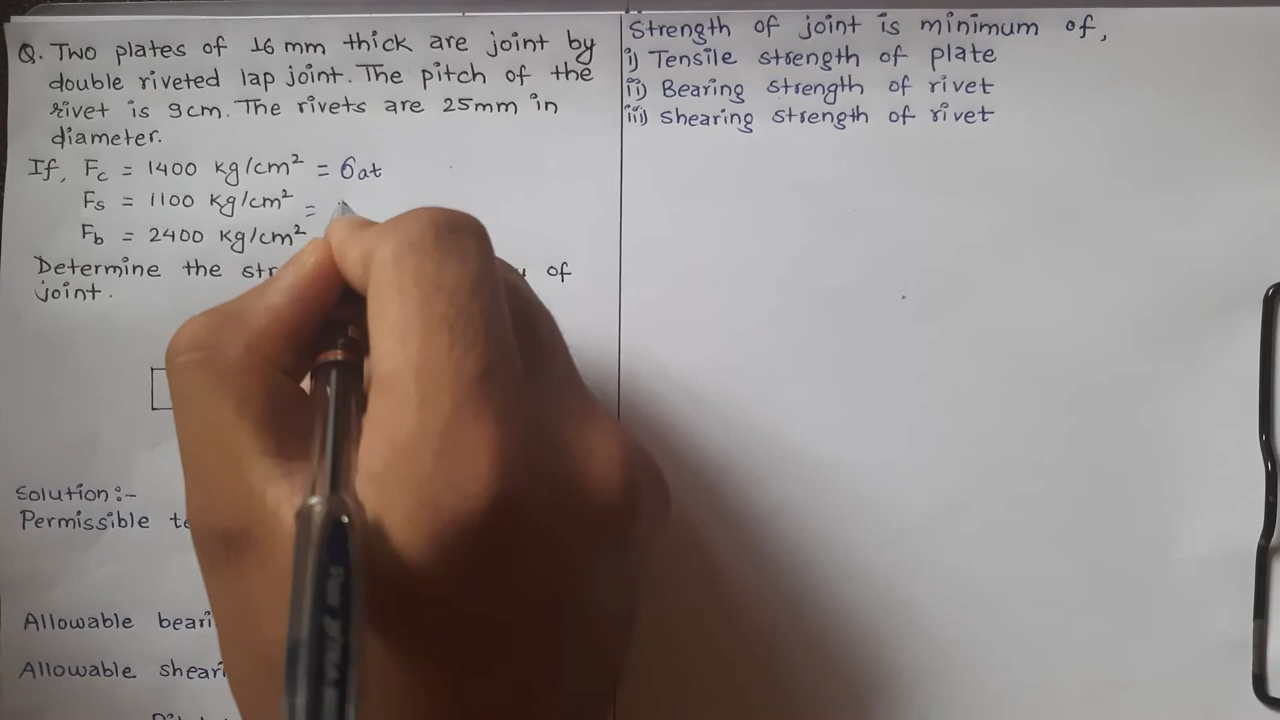 Q. Two plates of 16 mm thick are joint by
double riveted lap joint. The pitch of the
rivet is 9cm. The rivets are 25mm in
diameter.
If, Fc = 1400 kg/cm² = 6at
Fs = 1100 kg/cm² =
Fb = 2400 kg/cm²
Determine the of
joint.
Solution:-
Permissible
Allowable
Allowable
Strength of joint is minimum of,
i) Tensile strength of plate
ii) Bearing strength of rivet
iii) shearing strength of rivet